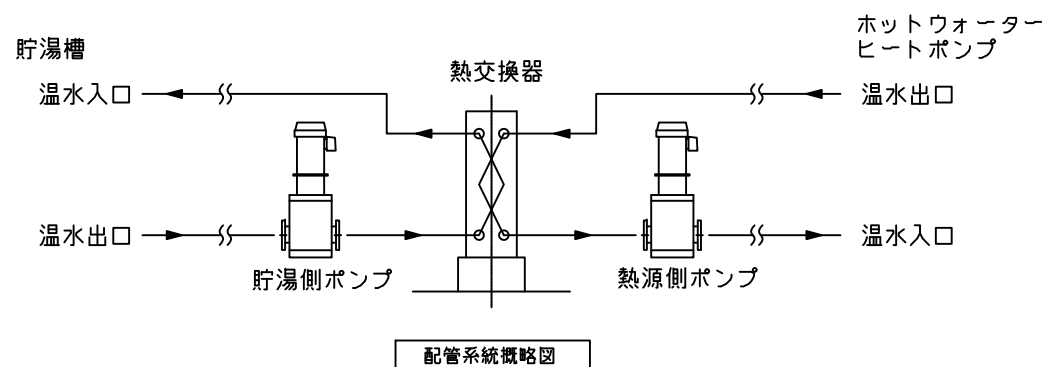 貯湯槽
温水入口
温水出口
貯湯側ポンプ
熱交換器
ホットウォーター
ヒートポンプ
温水出口
温水入口
熱源側ポンプ
配管系統概略図